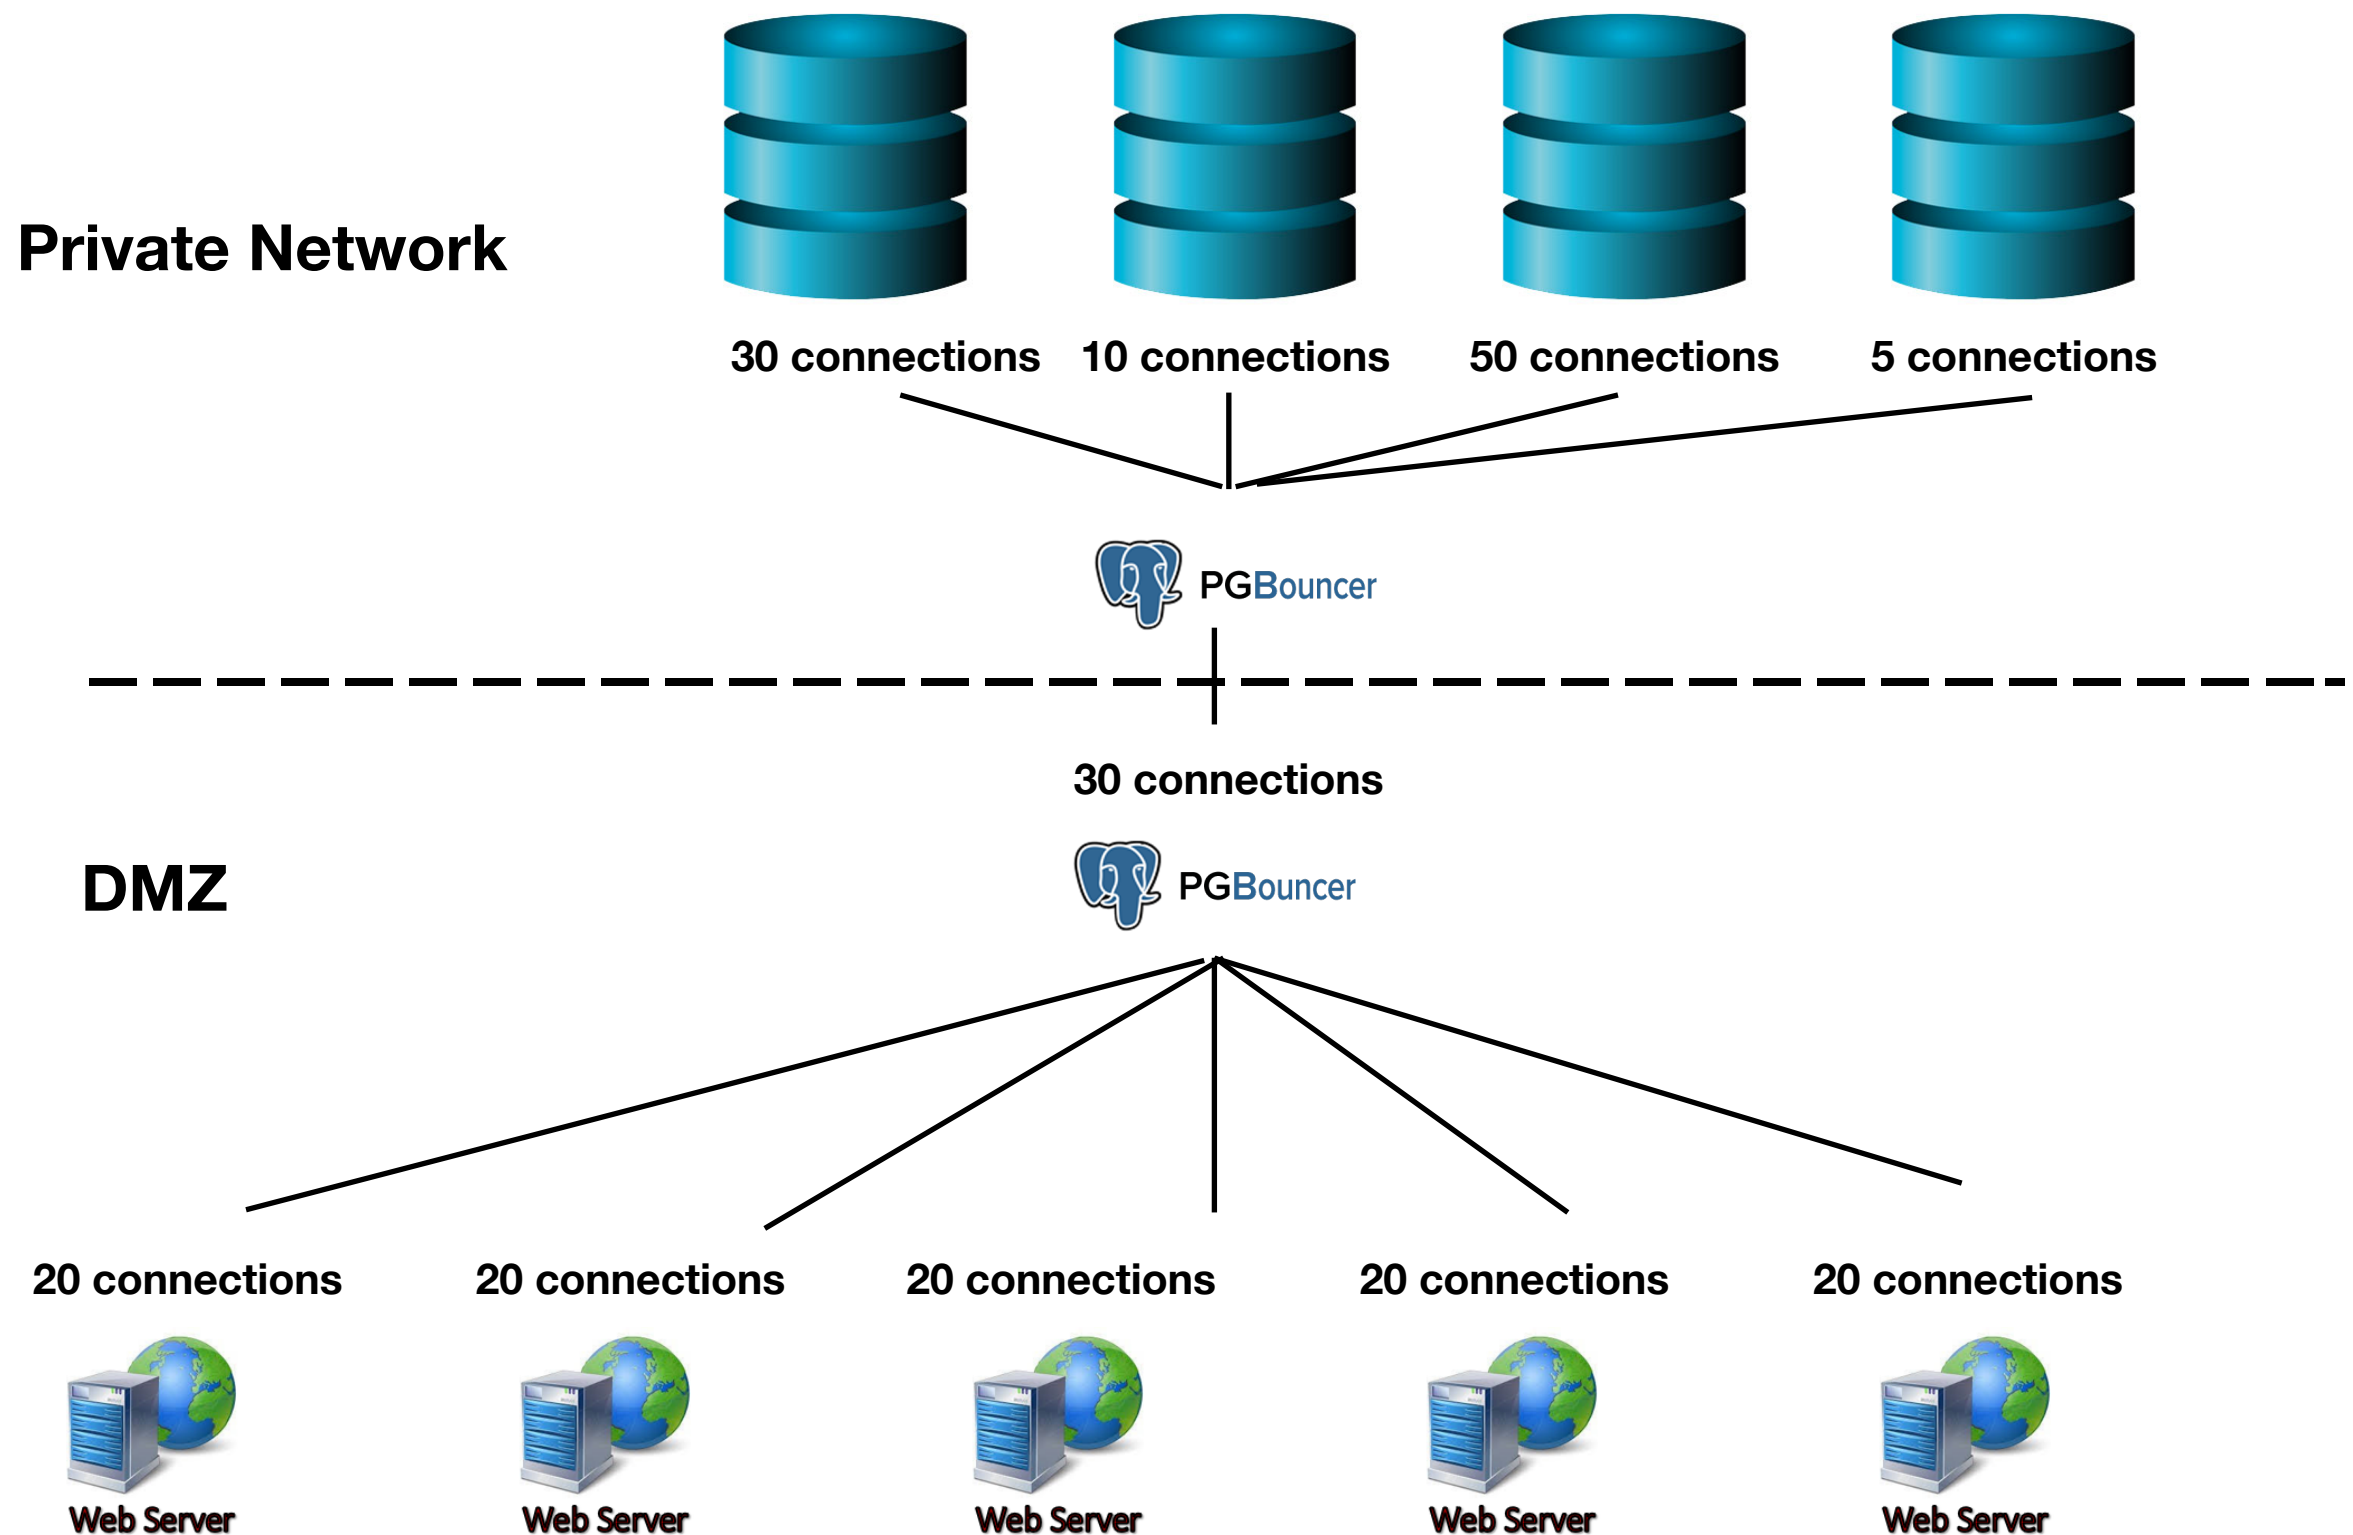 Private Network
30 connections
10 connections
50 connections
5 connections
PGBouncer
30 connections
DMZ
PGBouncer
20 connections
20 connections
20 connections
20 connections
20 connections
Web Server
Web Server
Web Server
Web Server
Web Server